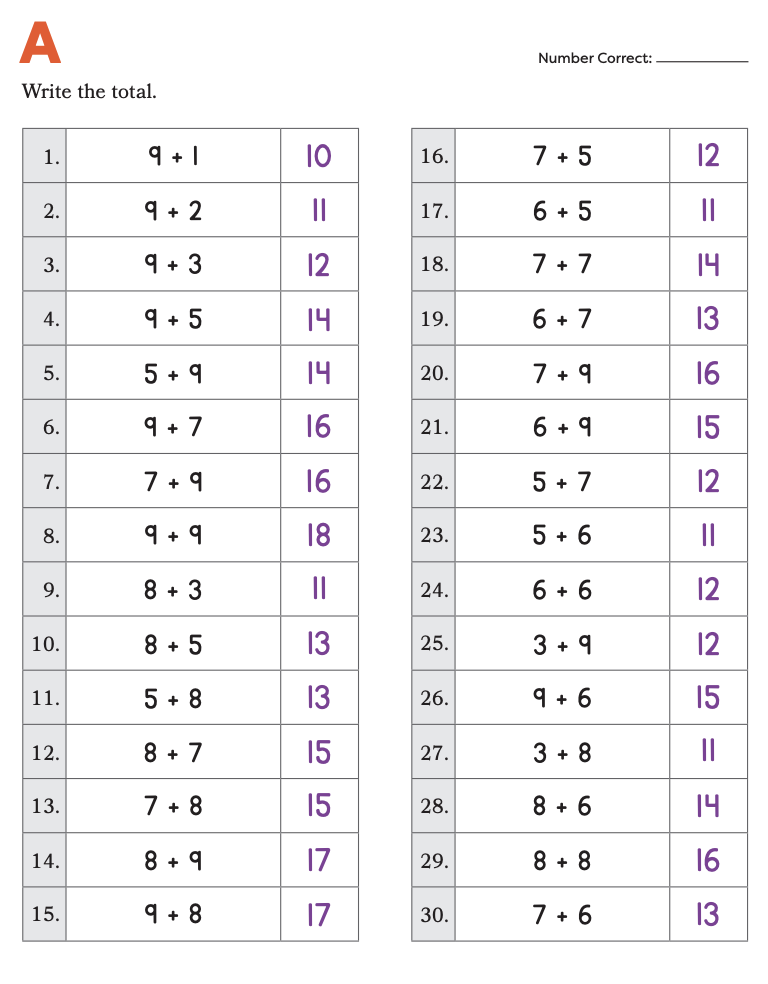 A
Number Correct: ________
Write the total.
1. 9 + 1 10
2. 9 + 2 11
3. 9 + 3 12
4. 9 + 5 14
5. 5 + 9 14
6. 9 + 7 16
7. 7 + 9 16
8. 9 + 9 18
9. 8 + 3 11
10. 8 + 5 13
11. 5 + 8 13
12. 8 + 7 15
13. 7 + 8 15
14. 8 + 9 17
15. 9 + 8 17
16. 7 + 5 12
17. 6 + 5 11
18. 7 + 7 14
19. 6 + 7 13
20. 7 + 9 16
21. 6 + 9 15
22. 5 + 7 12
23. 5 + 6 11
24. 6 + 6 12
25. 3 + 9 12
26. 9 + 6 15
27. 3 + 8 11
28. 8 + 6 14
29. 8 + 8 16
30. 7 + 6 13